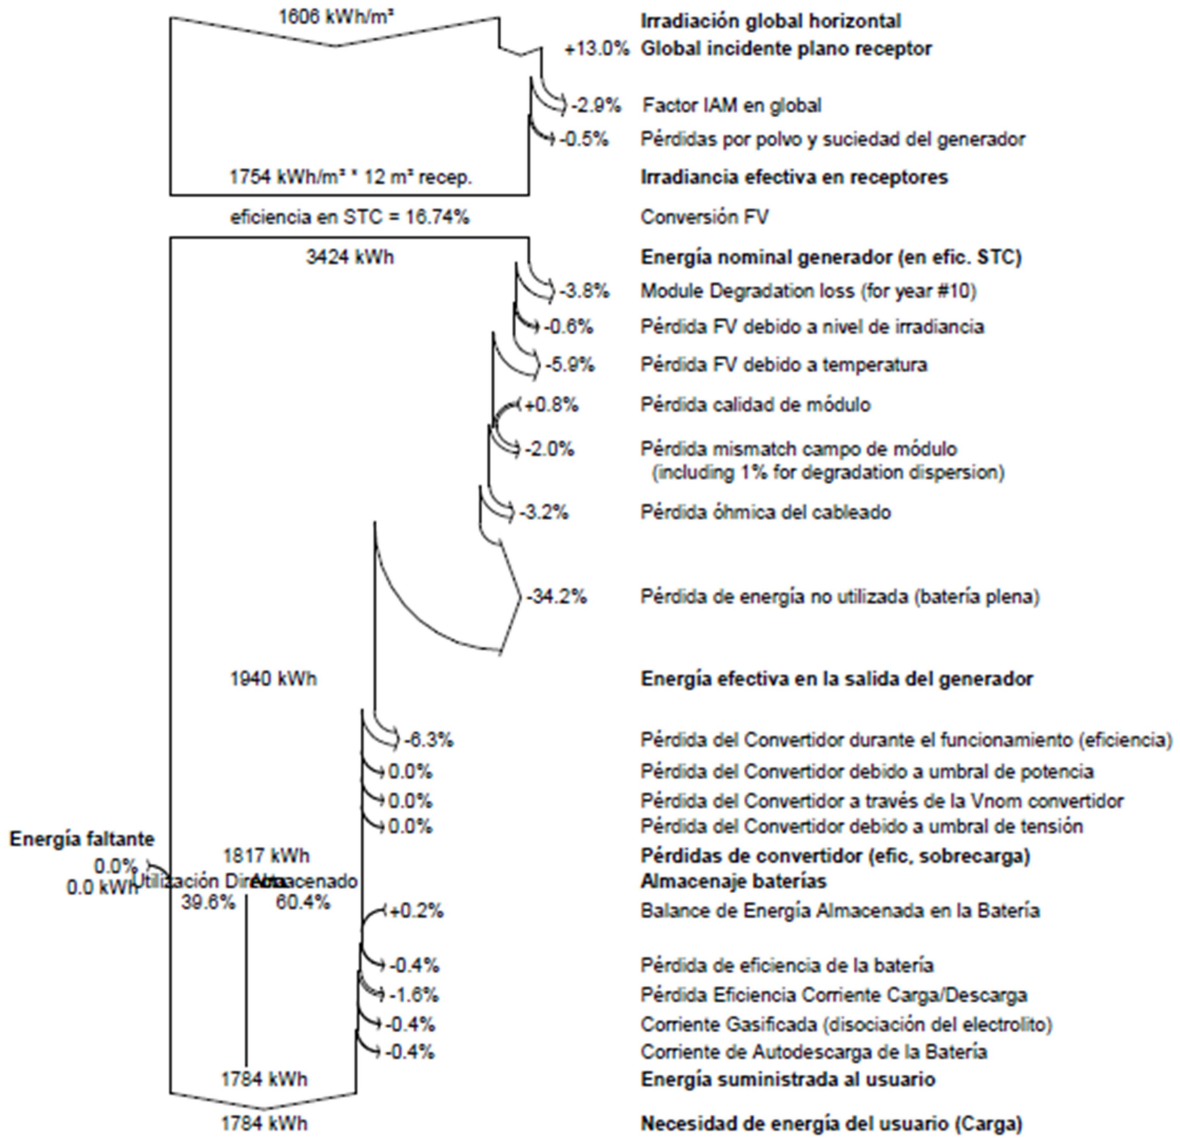 1606 kWh/m² Irradiación global horizontal
+13.0% Global incidente plano receptor
-2.9% Factor IAM en global
-0.5% Pérdidas por polvo y suciedad del generador
1754 kWh/m² * 12 m² recep. Irradiancia efectiva en receptores
eficiencia en STC = 16.74% Conversión FV
3424 kWh Energía nominal generador (en efic. STC)
-3.8% Module Degradation loss (for year #10)
-0.6% Pérdida FV debido a nivel de irradiancia
-5.9% Pérdida FV debido a temperatura
+0.8% Pérdida calidad de módulo
-2.0% Pérdida mismatch campo de módulo
(including 1% for degradation dispersion)
-3.2% Pérdida óhmica del cableado
-34.2% Pérdida de energía no utilizada (batería plena)
1940 kWh Energía efectiva en la salida del generador
-6.3% Pérdida del Convertidor durante el funcionamiento (eficiencia)
0.0% Pérdida del Convertidor debido a umbral de potencia
0.0% Pérdida del Convertidor a través de la Vnom convertidor
0.0% Pérdida del Convertidor debido a umbral de tensión
Energía faltante
1817 kWh Pérdidas de convertidor (efic, sobrecarga)
0.0%
0.0 kWh Utilización Almacenado Almacenaje baterías
39.6% 60.4%
+0.2% Balance de Energía Almacenada en la Batería
-0.4% Pérdida de eficiencia de la batería
-1.6% Pérdida Eficiencia Corriente Carga/Descarga
-0.4% Corriente Gasificada (disociación del electrolito)
-0.4% Corriente de Autodescarga de la Batería
1784 kWh Energía suministrada al usuario
1784 kWh Necesidad de energía del usuario (Carga)